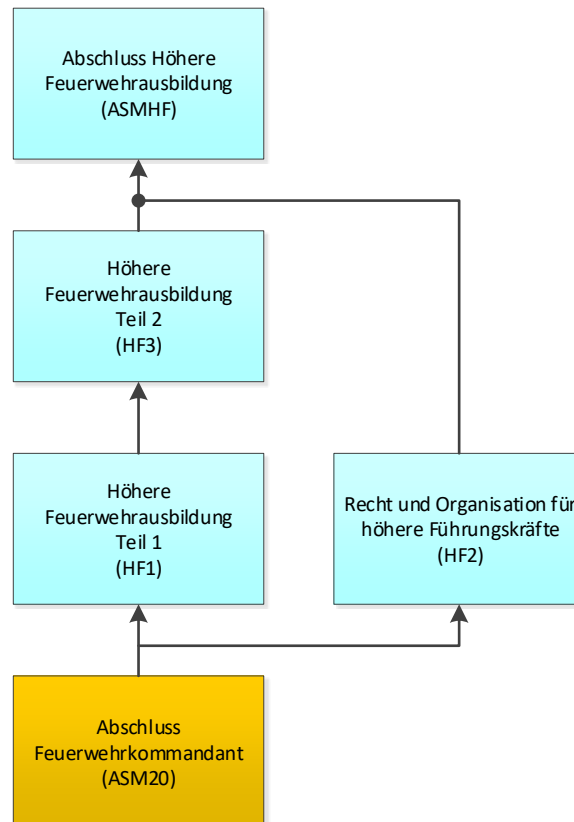 Abschluss Höhere
Feuerwehrausbildung
(ASMHF)
Höhere
Feuerwehrausbildung
Teil 2
(HF3)
Höhere
Feuerwehrausbildung
Teil 1
(HF1)
Recht und Organisation für
höhere Führungskräfte
(HF2)
Abschluss
Feuerwehrkommandant
(ASM20)